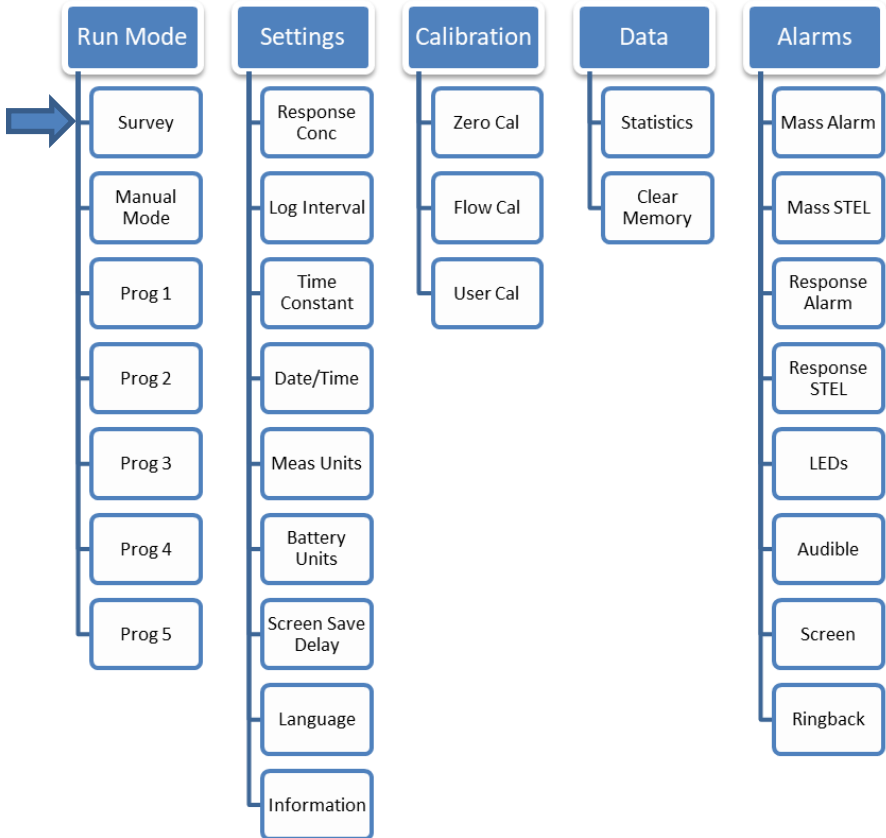 Run Mode
Survey
Manual
Mode
Prog 1
Prog 2
Prog 3
Prog 4
Prog 5
Settings
Response
Conc
Log Interval
Time
Constant
Date/Time
Meas Units
Battery
Units
Screen Save
Delay
Language
Information
Calibration
Zero Cal
Flow Cal
User Cal
Data
Statistics
Clear
Memory
Alarms
Mass Alarm
Mass STEL
Response
Alarm
Response
STEL
LEDs
Audible
Screen
Ringback